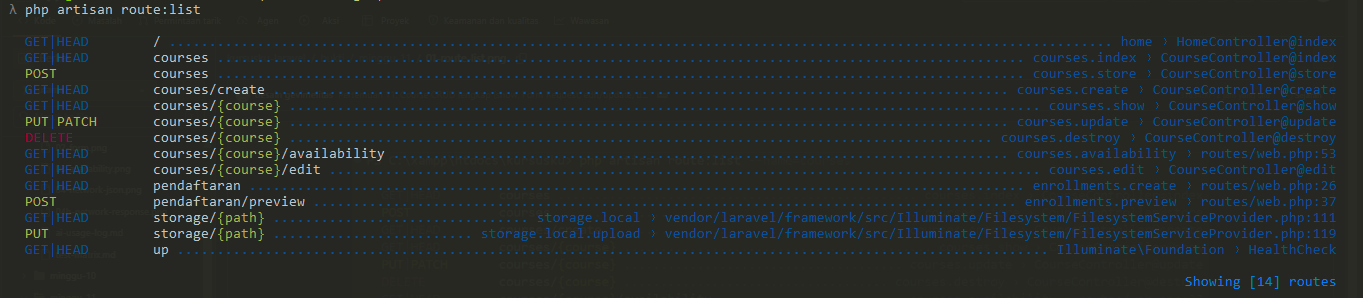 λ php artisan route:list
GET|HEAD / ........ home › HomeController@index
GET|HEAD courses ........ courses.index › CourseController@index
POST courses ........ courses.store › CourseController@store
GET|HEAD courses/create ........ courses.create › CourseController@create
GET|HEAD courses/{course} ........ courses.show › CourseController@show
PUT|PATCH courses/{course} ........ courses.update › CourseController@update
DELETE courses/{course} ........ courses.destroy › CourseController@destroy
GET|HEAD courses/{course}/availability ........ courses.availability › routes/web.php:53
GET|HEAD courses/{course}/edit ........ courses.edit › CourseController@edit
GET|HEAD pendaftaran ........ enrollments.create › routes/web.php:26
POST pendaftaran/preview ........ enrollments.preview › routes/web.php:37
GET|HEAD storage/{path} ........ storage.local › vendor/laravel/framework/src/Illuminate/Filesystem/FilesystemServiceProvider.php:111
PUT storage/{path} ........ storage.local.upload › vendor/laravel/framework/src/Illuminate/Filesystem/FilesystemServiceProvider.php:119
GET|HEAD up ........ Illuminate\Foundation › HealthCheck
Showing [14] routes